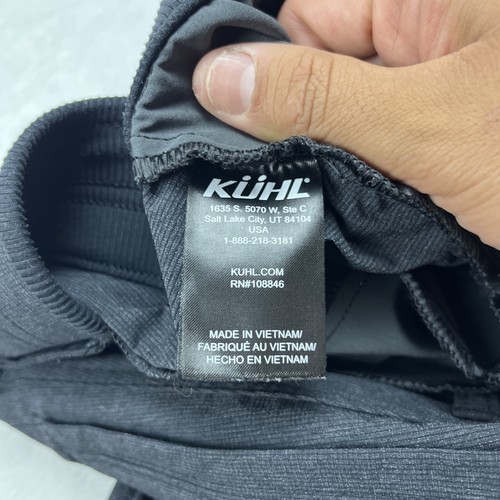 KÜHL
1635 S. 5070 W, Ste C
Salt Lake City, UT 84104
USA
1-888-218-3181
KUHL.COM
RN#108846
MADE IN VIETNAM/
FABRIQUÉ AU VIETNAM/
HECHO EN VIETNAM